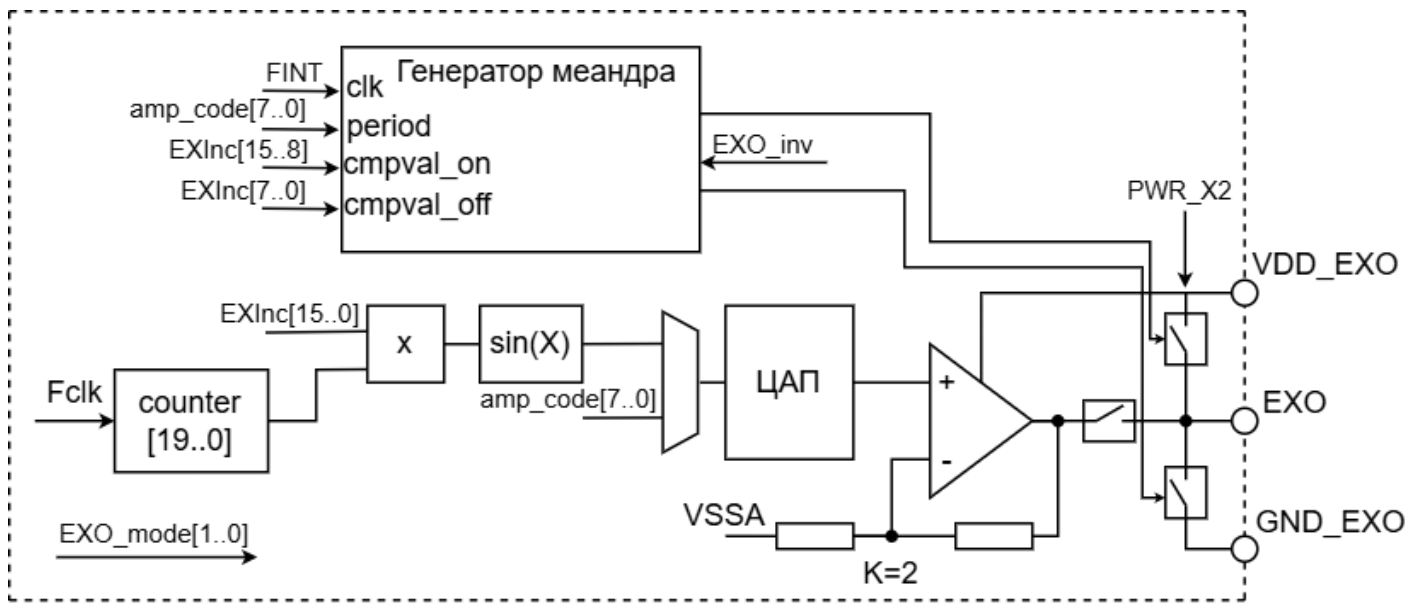 Генератор меандра
FINT
clk
amp_code[7..0]
period
EXInc[15..8]
cmpval_on
EXInc[7..0]
cmpval_off
EXO_inv
PWR_X2
VDD_EXO
EXInc[15..0]
x
sin(X)
amp_code[7..0]
ЦАП
+
-
Fclk
counter
[19..0]
EXO
VSSA
K=2
GND_EXO
EXO_mode[1..0]